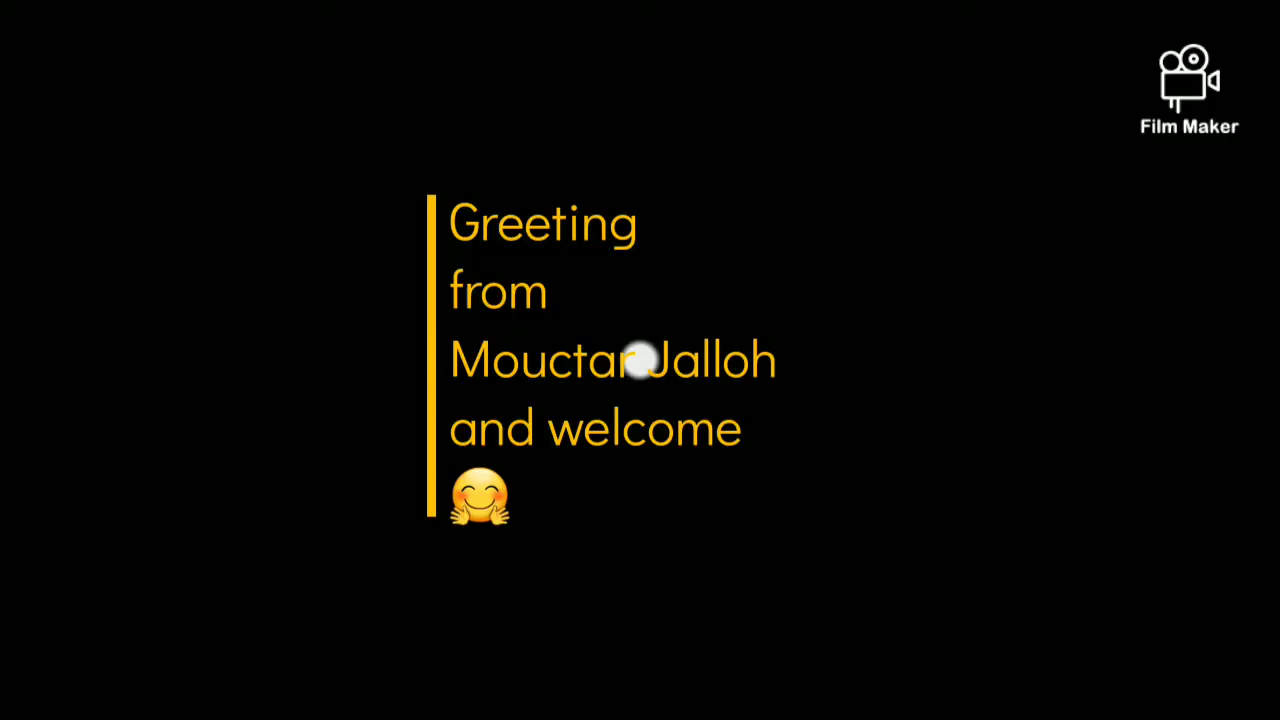 Film Maker
Greeting
from
Mouctar Jalloh
and welcome
🤗